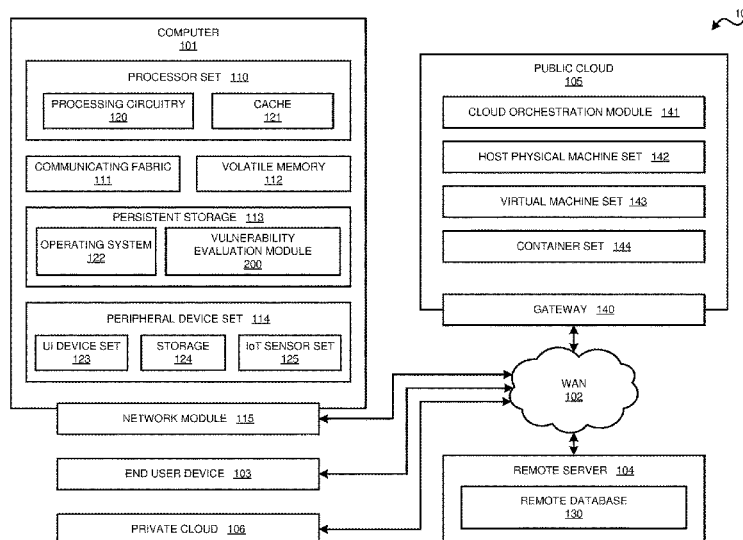 COMPUTER
101
PROCESSOR SET 110
PROCESSING CIRCUITRY
120
CACHE
121
COMMUNICATING FABRIC
111
VOLATILE MEMORY
112
PERSISTENT STORAGE 113
OPERATING SYSTEM
122
VULNERABILITY
EVALUATION MODULE
200
PERIPHERAL DEVICE SET 114
UI DEVICE SET
123
STORAGE
124
IoT SENSOR SET
125
NETWORK MODULE 115
END USER DEVICE 103
PRIVATE CLOUD 106
PUBLIC CLOUD
105
CLOUD ORCHESTRATION MODULE 141
HOST PHYSICAL MACHINE SET 142
VIRTUAL MACHINE SET 143
CONTAINER SET 144
GATEWAY 140
WAN
102
REMOTE SERVER 104
REMOTE DATABASE
130